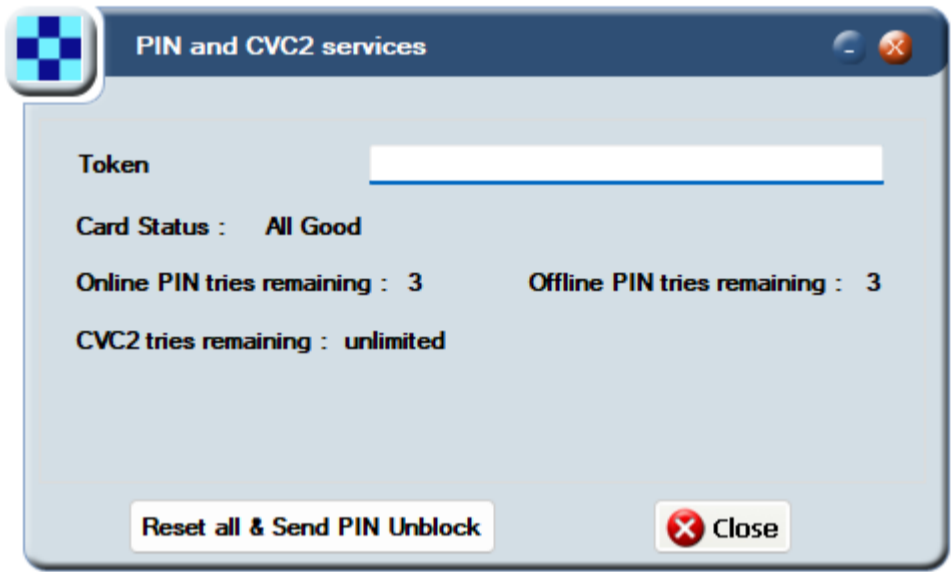 PIN and CVC2 services
Token
Card Status : All Good
Online PIN tries remaining : 3 Offline PIN tries remaining : 3
CVC2 tries remaining : unlimited
Reset all & Send PIN Unblock Close